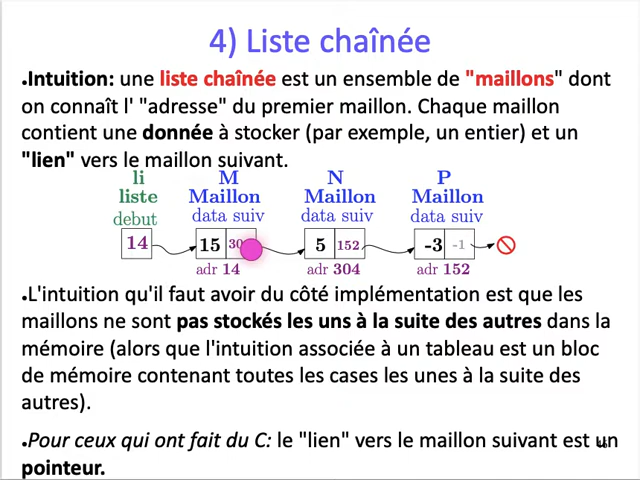 4) Liste chaînée
•Intuition: une liste chaînée est un ensemble de "maillons" dont
on connaît l' "adresse" du premier maillon. Chaque maillon
contient une donnée à stocker (par exemple, un entier) et un
"lien" vers le maillon suivant.
li M N P
liste Maillon Maillon Maillon
debut data suiv data suiv data suiv
14 15 5 152 -3 -1
adr 14 adr 304 adr 152
•L'intuition qu'il faut avoir du côté implémentation est que les
maillons ne sont pas stockés les uns à la suite des autres dans la
mémoire (alors que l'intuition associée à un tableau est un bloc
de mémoire contenant toutes les cases les unes à la suite des
autres).
•Pour ceux qui ont fait du C: le "lien" vers le maillon suivant est un
pointeur.